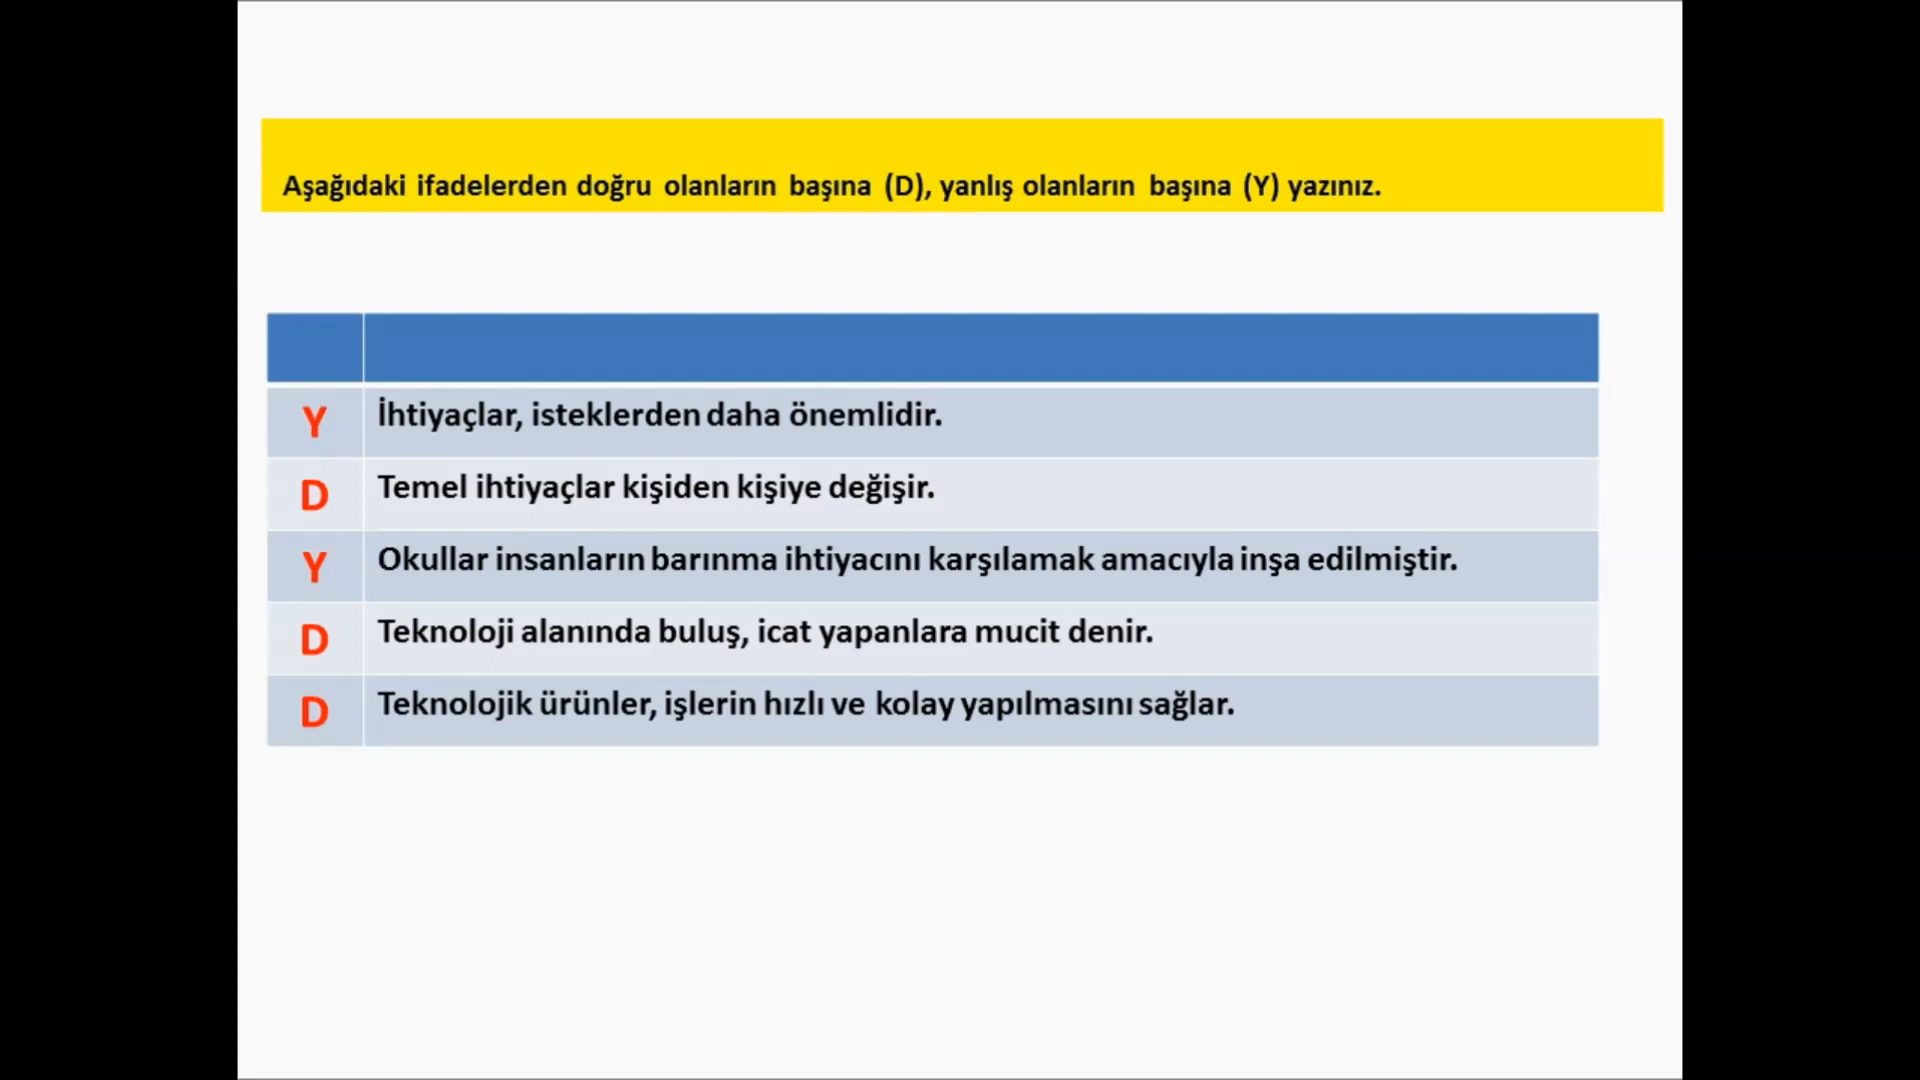 Aşağıdaki ifadelerden doğru olanların başına (D), yanlış olanların başına (Y) yazınız.
Y İhtiyaçlar, isteklerden daha önemlidir.
D Temel ihtiyaçlar kişiden kişiye değişir.
Y Okullar insanların barınma ihtiyacını karşılamak amacıyla inşa edilmiştir.
D Teknoloji alanında buluş, icat yapanlara mucit denir.
D Teknolojik ürünler, işlerin hızlı ve kolay yapılmasını sağlar.